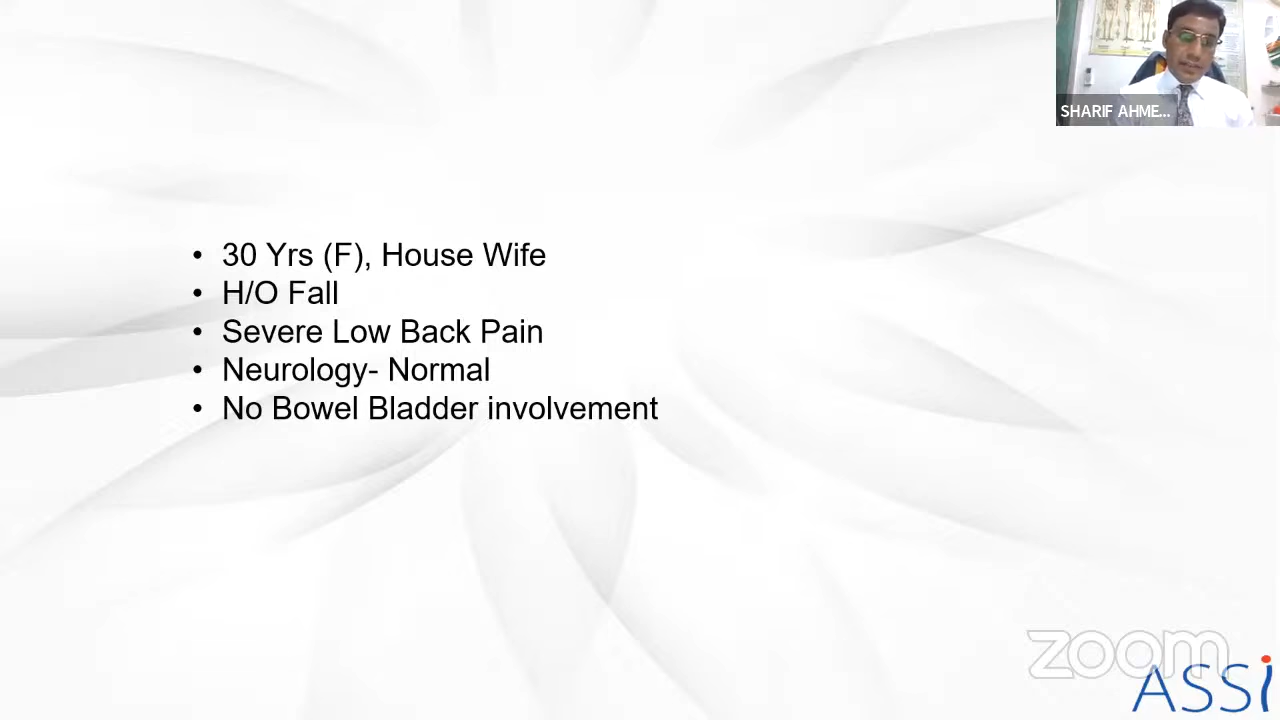 SHARIF AHME...
• 30 Yrs (F), House Wife
• H/O Fall
• Severe Low Back Pain
• Neurology- Normal
• No Bowel Bladder involvement
zoom
ASSi